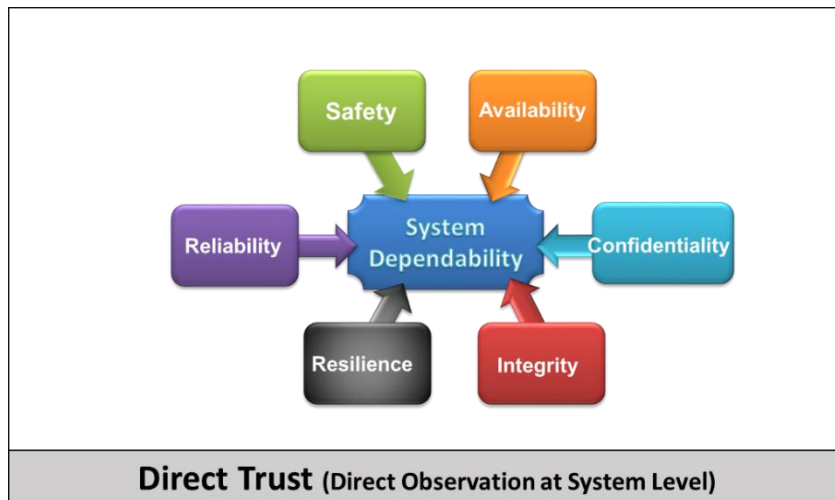 Safety
Availability
Reliability
System
Dependability
Confidentiality
Resilience
Integrity
Direct Trust (Direct Observation at System Level)